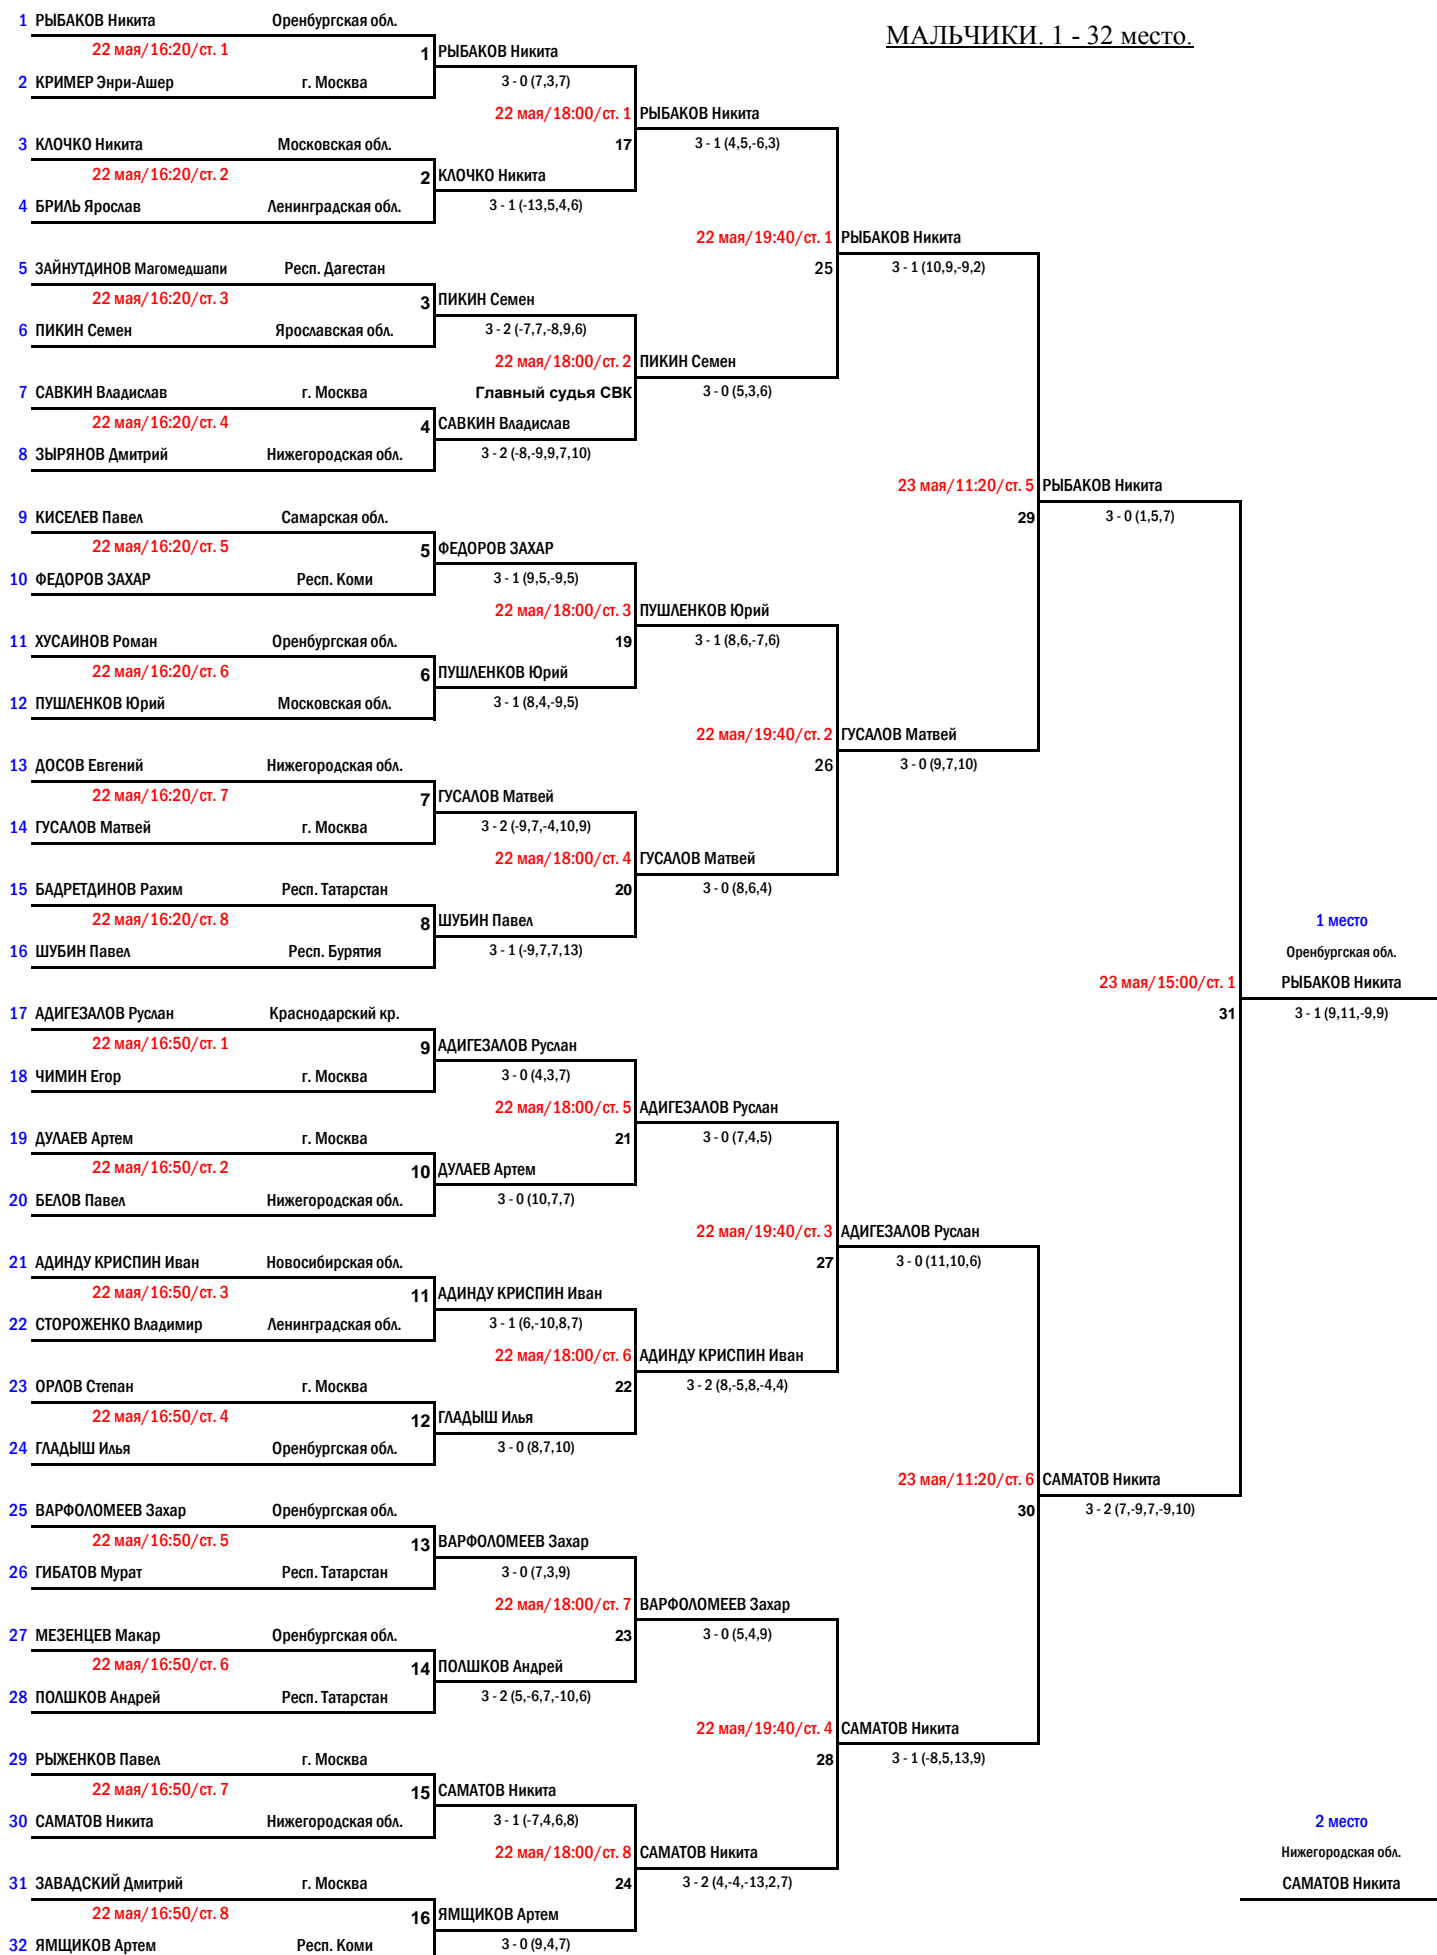 МАЛЬЧИКИ. 1 - 32 место.
1 РЫБАКОВ Никита Оренбургская обл.
22 мая/16:20/ст. 1 1 РЫБАКОВ Никита
2 КРИМЕР Энри-Ашер г. Москва 3 - 0 (7,3,7)
22 мая/18:00/ст. 1 РЫБАКОВ Никита
3 КЛОЧКО Никита Московская обл. 17 3 - 1 (4,5,-6,3)
22 мая/16:20/ст. 2 2 КЛОЧКО Никита
4 БРИЛЬ Ярослав Ленинградская обл. 3 - 1 (-13,5,4,6)
22 мая/19:40/ст. 1 РЫБАКОВ Никита
5 ЗАЙНУТДИНОВ Магомедшапи Респ. Дагестан 25 3 - 1 (10,9,-9,2)
22 мая/16:20/ст. 3 3 ПИКИН Семен
6 ПИКИН Семен Ярославская обл. 3 - 2 (-7,7,-8,9,6)
22 мая/18:00/ст. 2 ПИКИН Семен
7 САВКИН Владислав г. Москва Главный судья СВК 3 - 0 (5,3,6)
22 мая/16:20/ст. 4 4 САВКИН Владислав
8 ЗЫРЯНОВ Дмитрий Нижегородская обл. 3 - 2 (-8,-9,9,7,10)
23 мая/11:20/ст. 5 РЫБАКОВ Никита
9 КИСЕЛЕВ Павел Самарская обл. 29 3 - 0 (1,5,7)
22 мая/16:20/ст. 5 5 ФЕДОРОВ ЗАХАР
10 ФЕДОРОВ ЗАХАР Респ. Коми 3 - 1 (9,5,-9,5)
22 мая/18:00/ст. 3 ПУШЛЕНКОВ Юрий
11 ХУСАИНОВ Роман Оренбургская обл. 19 3 - 1 (8,6,-7,6)
22 мая/16:20/ст. 6 6 ПУШЛЕНКОВ Юрий
12 ПУШЛЕНКОВ Юрий Московская обл. 3 - 1 (8,4,-9,5)
22 мая/19:40/ст. 2 ГУСАЛОВ Матвей
13 ДОСОВ Евгений Нижегородская обл. 26 3 - 0 (9,7,10)
22 мая/16:20/ст. 7 7 ГУСАЛОВ Матвей
14 ГУСАЛОВ Матвей г. Москва 3 - 2 (-9,7,-4,10,9)
22 мая/18:00/ст. 4 ГУСАЛОВ Матвей
15 БАДРЕТДИНОВ Рахим Респ. Татарстан 20 3 - 0 (8,6,4)
22 мая/16:20/ст. 8 8 ШУБИН Павел 1 место
16 ШУБИН Павел Респ. Бурятия 3 - 1 (-9,7,7,13) Оренбургская обл.
23 мая/15:00/ст. 1 РЫБАКОВ Никита
17 АДИГЕЗАЛОВ Руслан Краснодарский кр. 31 3 - 1 (9,11,-9,9)
22 мая/16:50/ст. 1 9 АДИГЕЗАЛОВ Руслан
18 ЧИМИН Егор г. Москва 3 - 0 (4,3,7)
22 мая/18:00/ст. 5 АДИГЕЗАЛОВ Руслан
19 ДУЛАЕВ Артем г. Москва 21 3 - 0 (7,4,5)
22 мая/16:50/ст. 2 10 ДУЛАЕВ Артем
20 БЕЛОВ Павел Нижегородская обл. 3 - 0 (10,7,7)
22 мая/19:40/ст. 3 АДИГЕЗАЛОВ Руслан
21 АДИНДУ КРИСПИН Иван Новосибирская обл. 27 3 - 0 (11,10,6)
22 мая/16:50/ст. 3 11 АДИНДУ КРИСПИН Иван
22 СТОРОЖЕНКО Владимир Ленинградская обл. 3 - 1 (6,-10,8,7)
22 мая/18:00/ст. 6 АДИНДУ КРИСПИН Иван
23 ОРЛОВ Степан г. Москва 22 3 - 2 (8,-5,8,-4,4)
22 мая/16:50/ст. 4 12 ГЛАДЫШ Илья
24 ГЛАДЫШ Илья Оренбургская обл. 3 - 0 (8,7,10)
23 мая/11:20/ст. 6 САМАТОВ Никита
25 ВАРФОЛОМЕЕВ Захар Оренбургская обл. 30 3 - 2 (7,-9,7,-9,10)
22 мая/16:50/ст. 5 13 ВАРФОЛОМЕЕВ Захар
26 ГИБАТОВ Мурат Респ. Татарстан 3 - 0 (7,3,9)
22 мая/18:00/ст. 7 ВАРФОЛОМЕЕВ Захар
27 МЕЗЕНЦЕВ Макар Оренбургская обл. 23 3 - 0 (5,4,9)
22 мая/16:50/ст. 6 14 ПОЛШКОВ Андрей
28 ПОЛШКОВ Андрей Респ. Татарстан 3 - 2 (5,-6,7,-10,6)
22 мая/19:40/ст. 4 САМАТОВ Никита
29 РЫЖЕНКОВ Павел г. Москва 28 3 - 1 (-8,5,13,9)
22 мая/16:50/ст. 7 15 САМАТОВ Никита
30 САМАТОВ Никита Нижегородская обл. 3 - 1 (-7,4,6,8) 2 место
22 мая/18:00/ст. 8 САМАТОВ Никита Нижегородская обл.
31 ЗАВАДСКИЙ Дмитрий г. Москва 24 3 - 2 (4,-4,-13,2,7) САМАТОВ Никита
22 мая/16:50/ст. 8 16 ЯМЩИКОВ Артем
32 ЯМЩИКОВ Артем Респ. Коми 3 - 0 (9,4,7)